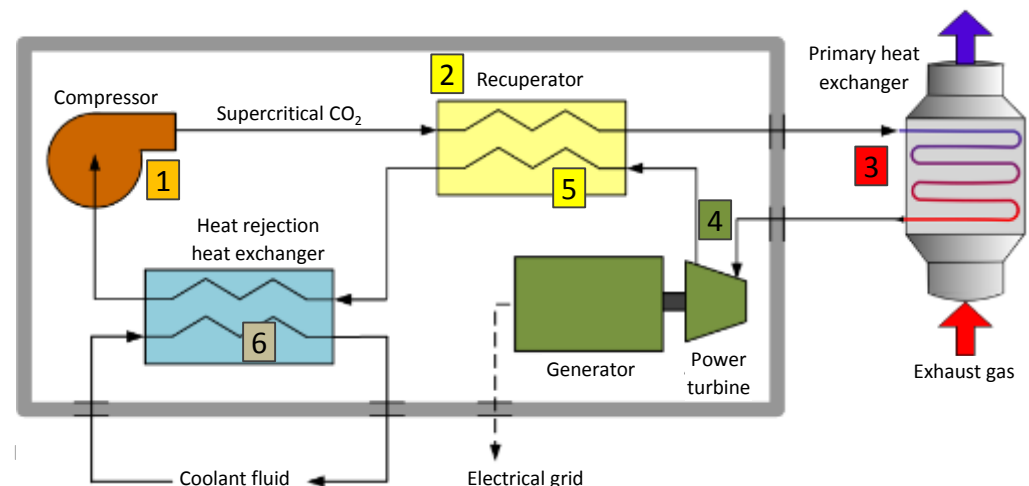 Primary heat
exchanger
2
Recuperator
Compressor
Supercritical CO₂
1
3
5
4
Heat rejection
heat exchanger
6
Generator
Power
turbine
Exhaust gas
Coolant fluid
Electrical grid